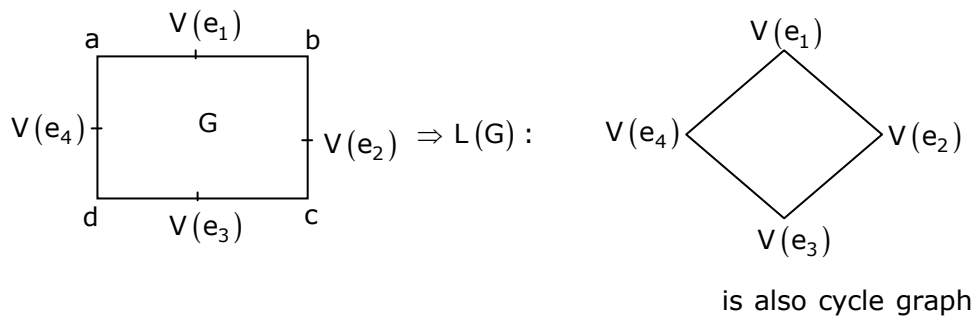 V(e₁)
a b
V(e₄) G V(e₂) ⇒ L(G) :
d c
V(e₃)
V(e₁)
V(e₄) V(e₂)
V(e₃)
is also cycle graph